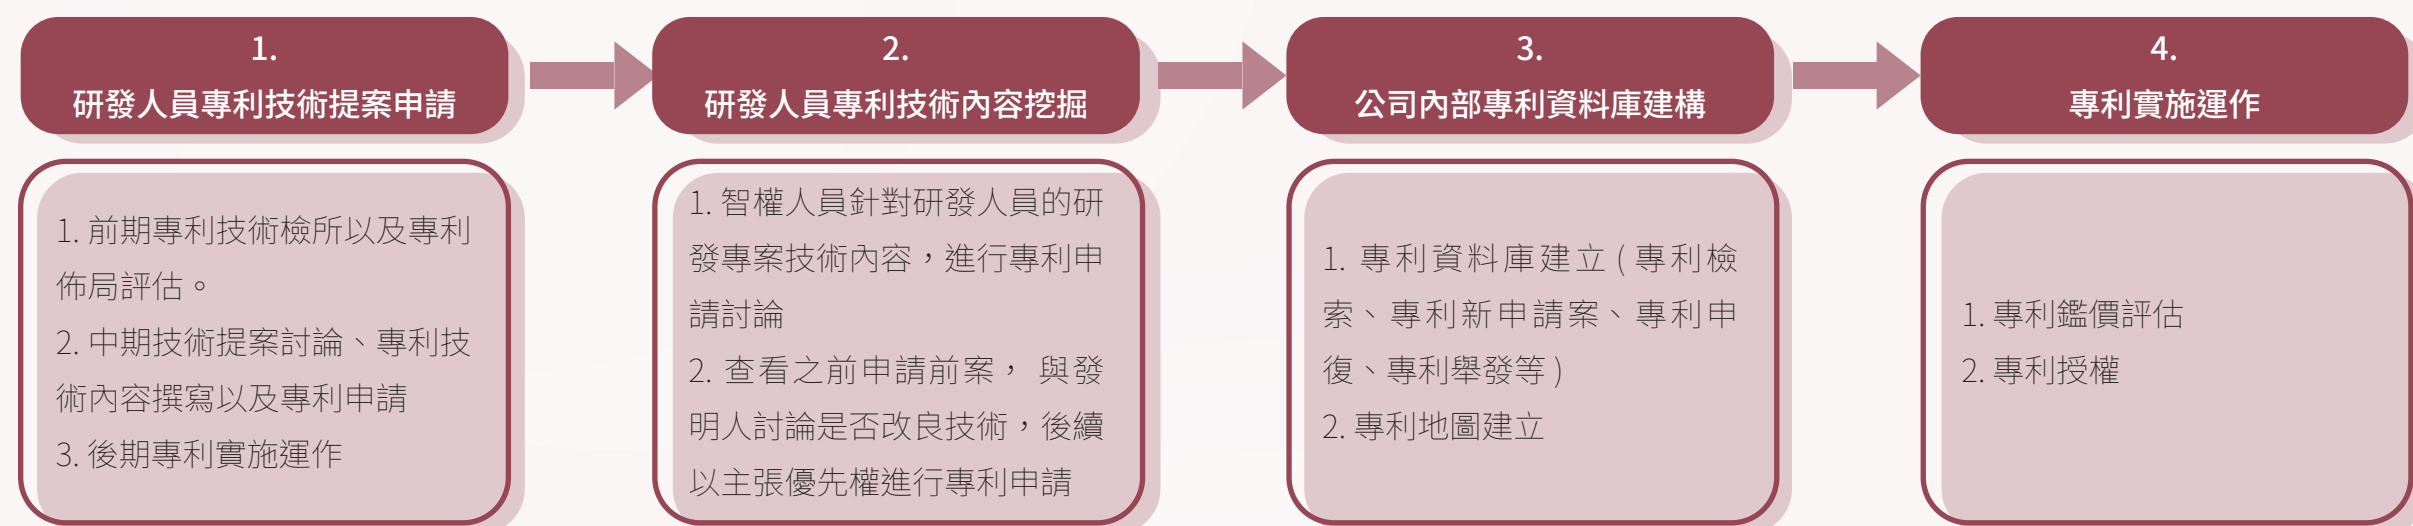 1.
研發人員專利技術提案申請
1. 前期專利技術檢所以及專利
佈局評估。
2. 中期技術提案討論、專利技
術內容撰寫以及專利申請
3. 後期專利實施運作
2.
研發人員專利技術內容挖掘
1. 智權人員針對研發人員的研
發專案技術內容，進行專利申
請討論
2. 查看之前申請前案， 與發
明人討論是否改良技術，後續
以主張優先權進行專利申請
3.
公司內部專利資料庫建構
1. 專利資料庫建立 ( 專利檢
索、專利新申請案、專利申
復、專利舉發等 )
2. 專利地圖建立
4.
專利實施運作
1. 專利鑑價評估
2. 專利授權